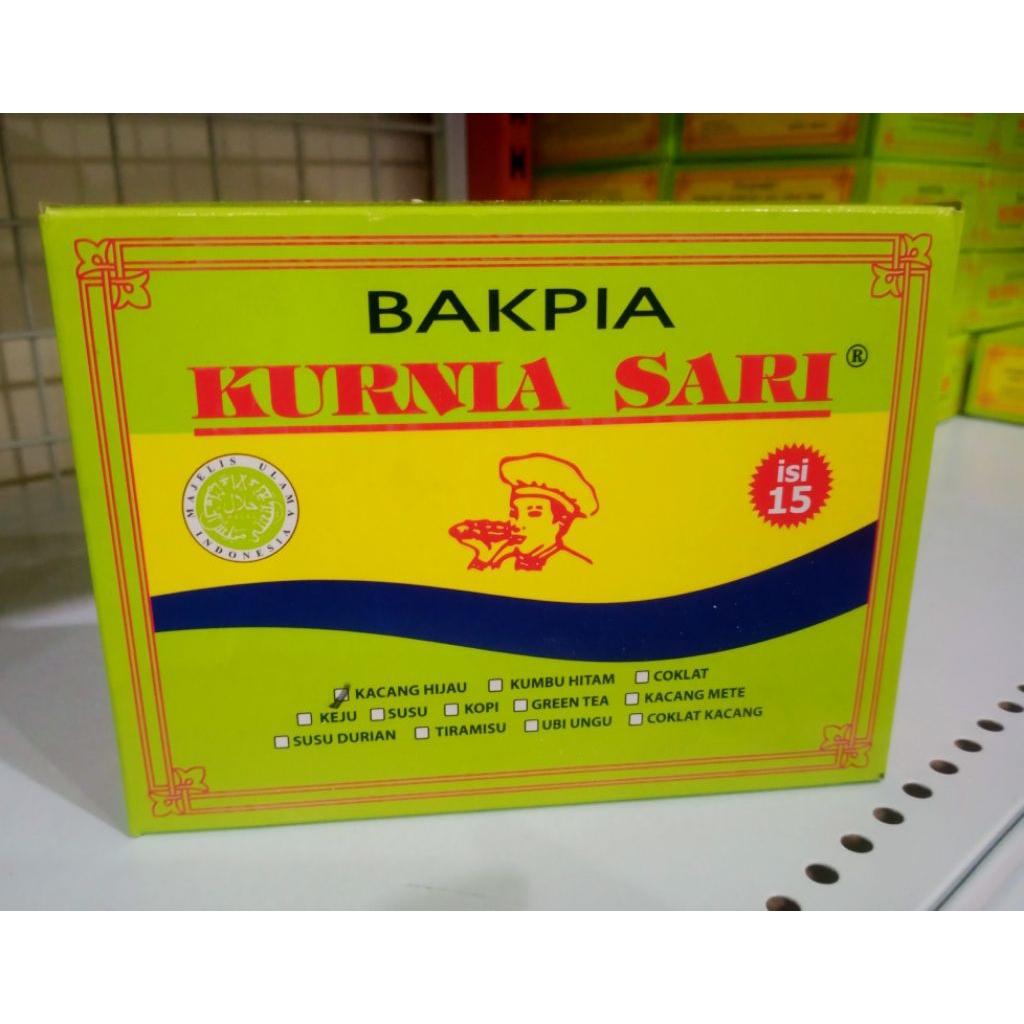 BAKPIA
KURNIA SARI ®
MAJELIS ULAMA INDONESIA
حلال
isi
15
KACANG HIJAU KUMBU HITAM COKLAT
KEJU SUSU KOPI GREEN TEA KACANG METE
SUSU DURIAN TIRAMISU UBI UNGU COKLAT KACANG